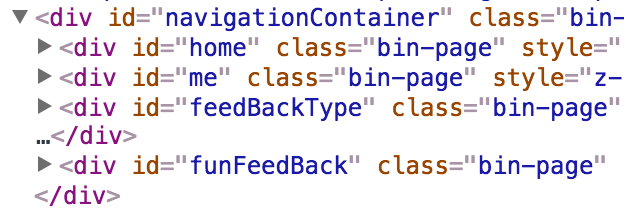 ▼<div id="navigationContainer" class="bin-
▶<div id="home" class="bin-page" style="
▶<div id="me" class="bin-page" style="z-
▶<div id="feedBackType" class="bin-page"
…</div>
▶<div id="funFeedBack" class="bin-page"
</div>